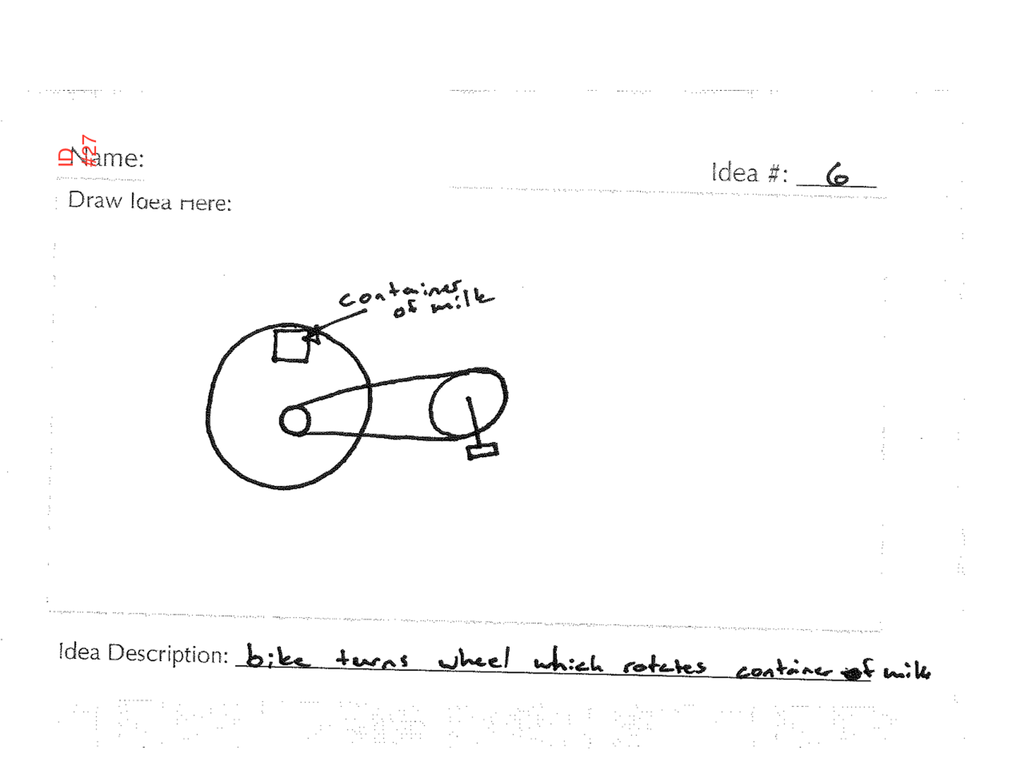 ID #27
Name:
Idea #: 6
Draw Idea Here:
container
of milk
Idea Description: bike turns wheel which rotates container of milk